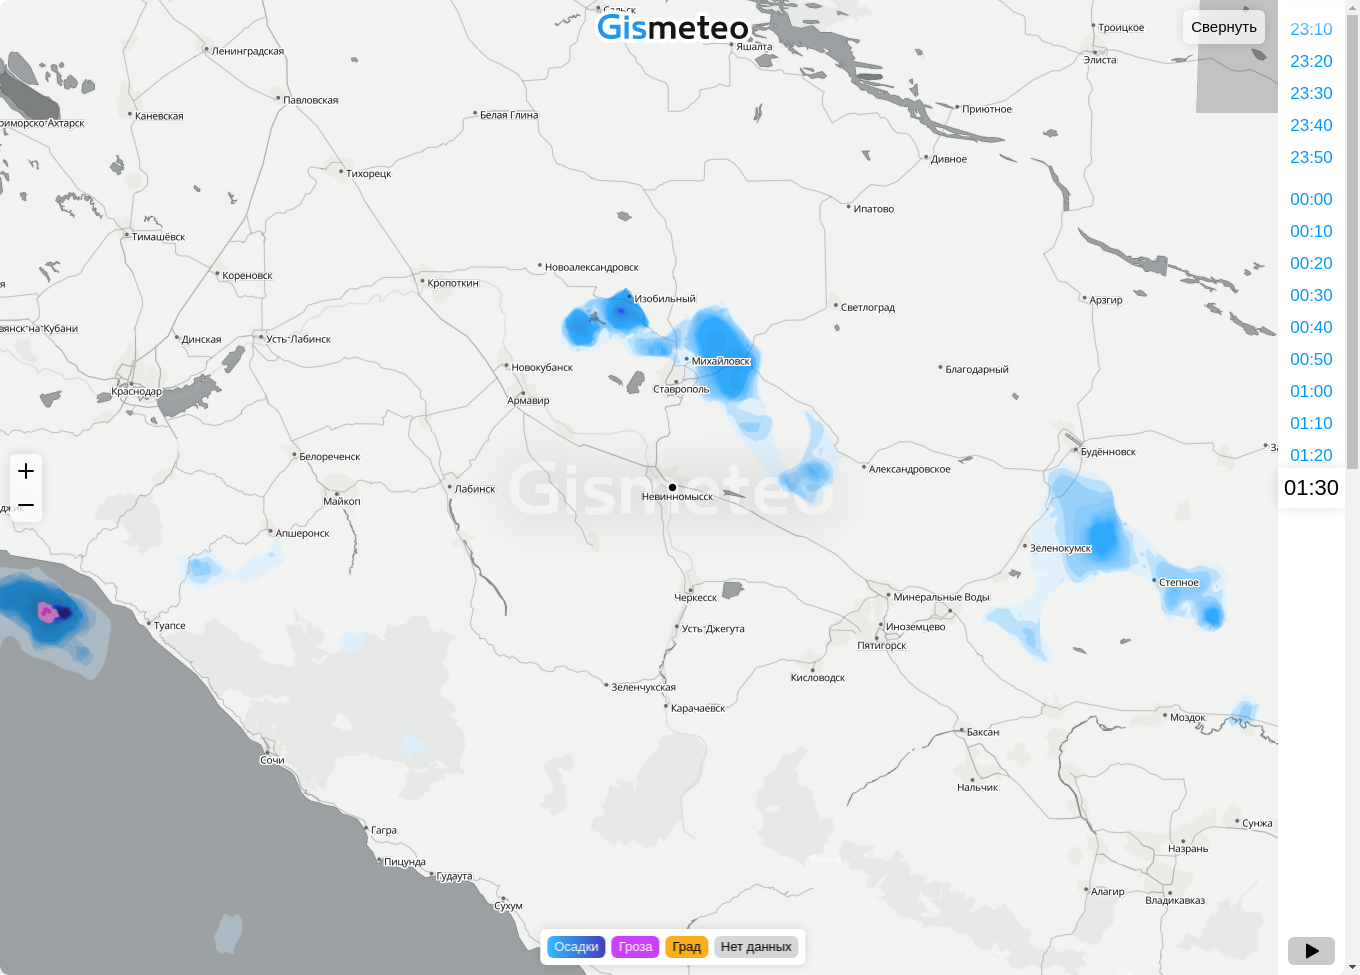 Сальск
Gismeteo
Троицкое
Свернуть
23:10
Ленинградская
Яшалта
Элиста
23:20
Павловская
23:30
Каневская
Белая Глина
Приютное
риморско-Ахтарск
23:40
Тихорецк
Дивное
23:50
Ипатово
00:00
Тимашёвск
00:10
Кореновск
Новоалександровск
00:20
я
Кропоткин
Изобильный
Арзгир
00:30
Светлоград
вянск-на-Кубани
Динская
Усть-Лабинск
00:40
Новокубанск
Михайловск
Благодарный
00:50
Краснодар
Армавир
Ставрополь
01:00
01:10
Белореченск
Будённовск
За
01:20
Александровское
+
Майкоп
Лабинск
Gismeteo
Невинномысск
01:30
−
джик
Апшеронск
Зеленокумск
Степное
Черкесск
Минеральные Воды
Туапсе
Усть-Джегута
Иноземцево
Пятигорск
Кисловодск
Зеленчукская
Карачаевск
Моздок
Баксан
Сочи
Нальчик
Гагра
Сунжа
Назрань
Пицунда
Гудаута
Алагир
Владикавказ
Сухум
Осадки
Гроза
Град
Нет данных